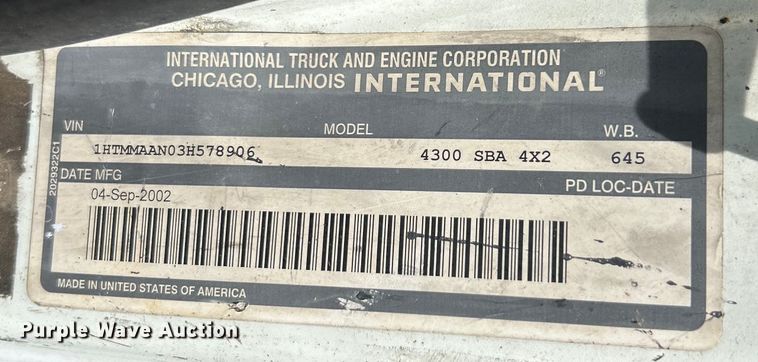 INTERNATIONAL TRUCK AND ENGINE CORPORATION
CHICAGO, ILLINOIS INTERNATIONAL®
VIN MODEL W.B.
1HTMMAAN03H578906 4300 SBA 4X2 645
DATE MFG PD LOC-DATE
04-Sep-2002
MADE IN UNITED STATES OF AMERICA
2029322C1
Purple Wave Auction